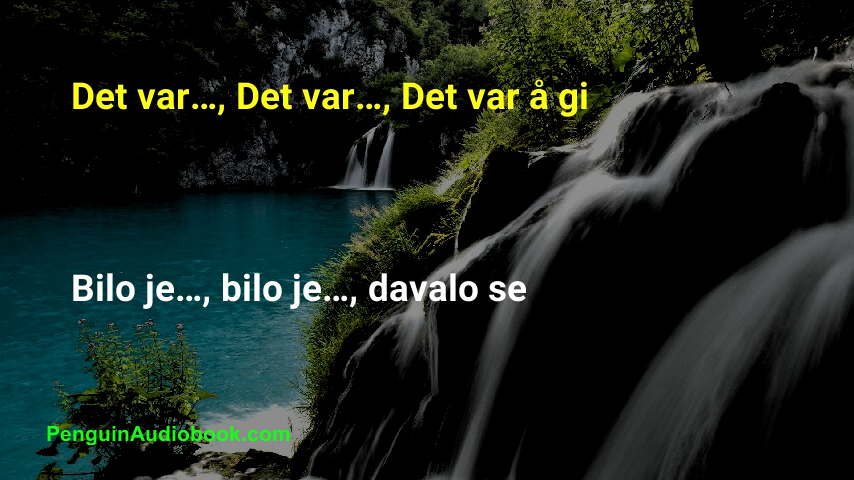 Det var…, Det var…, Det var å gi
Bilo je…, bilo je…, davalo se
PenguinAudiobook.com